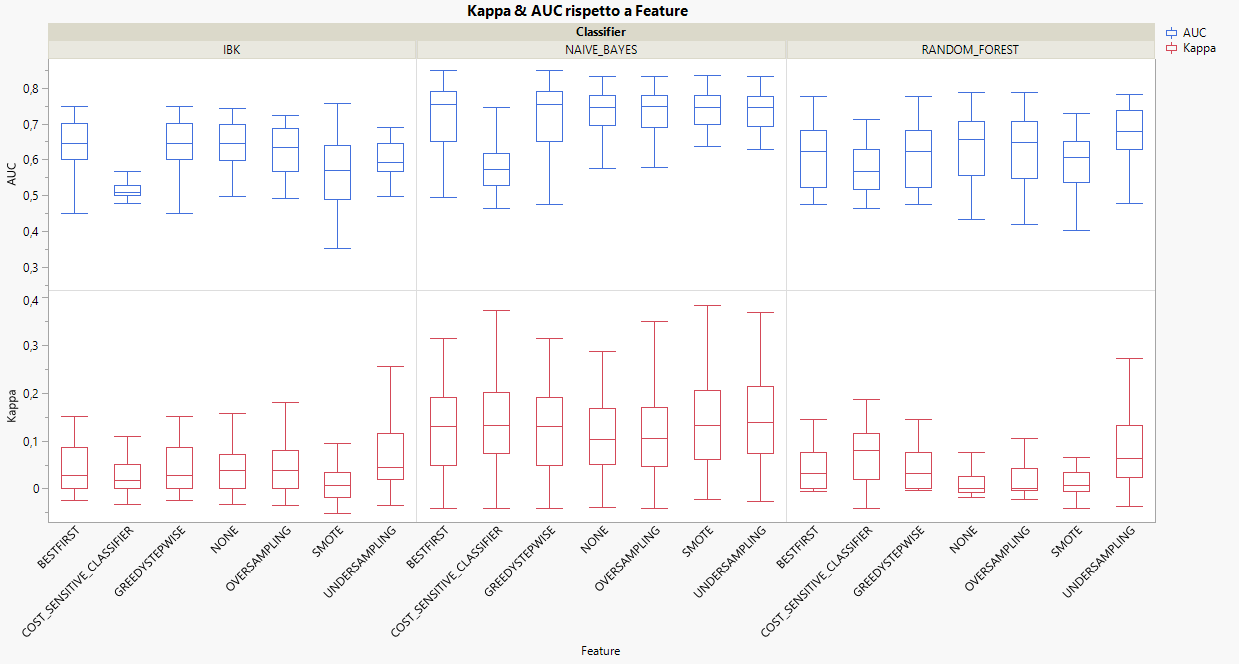 Kappa & AUC rispetto a Feature
Classifier
IBK NAIVE_BAYES RANDOM_FOREST
AUC
Kappa
AUC
0,8
0,7
0,6
0,5
0,4
0,3
Kappa
0,4
0,3
0,2
0,1
0
BESTFIRST
COST_SENSITIVE_CLASSIFIER
GREEDYSTEPWISE
NONE
OVERSAMPLING
SMOTE
UNDERSAMPLING
BESTFIRST
COST_SENSITIVE_CLASSIFIER
GREEDYSTEPWISE
NONE
OVERSAMPLING
SMOTE
UNDERSAMPLING
BESTFIRST
COST_SENSITIVE_CLASSIFIER
GREEDYSTEPWISE
NONE
OVERSAMPLING
SMOTE
UNDERSAMPLING
Feature